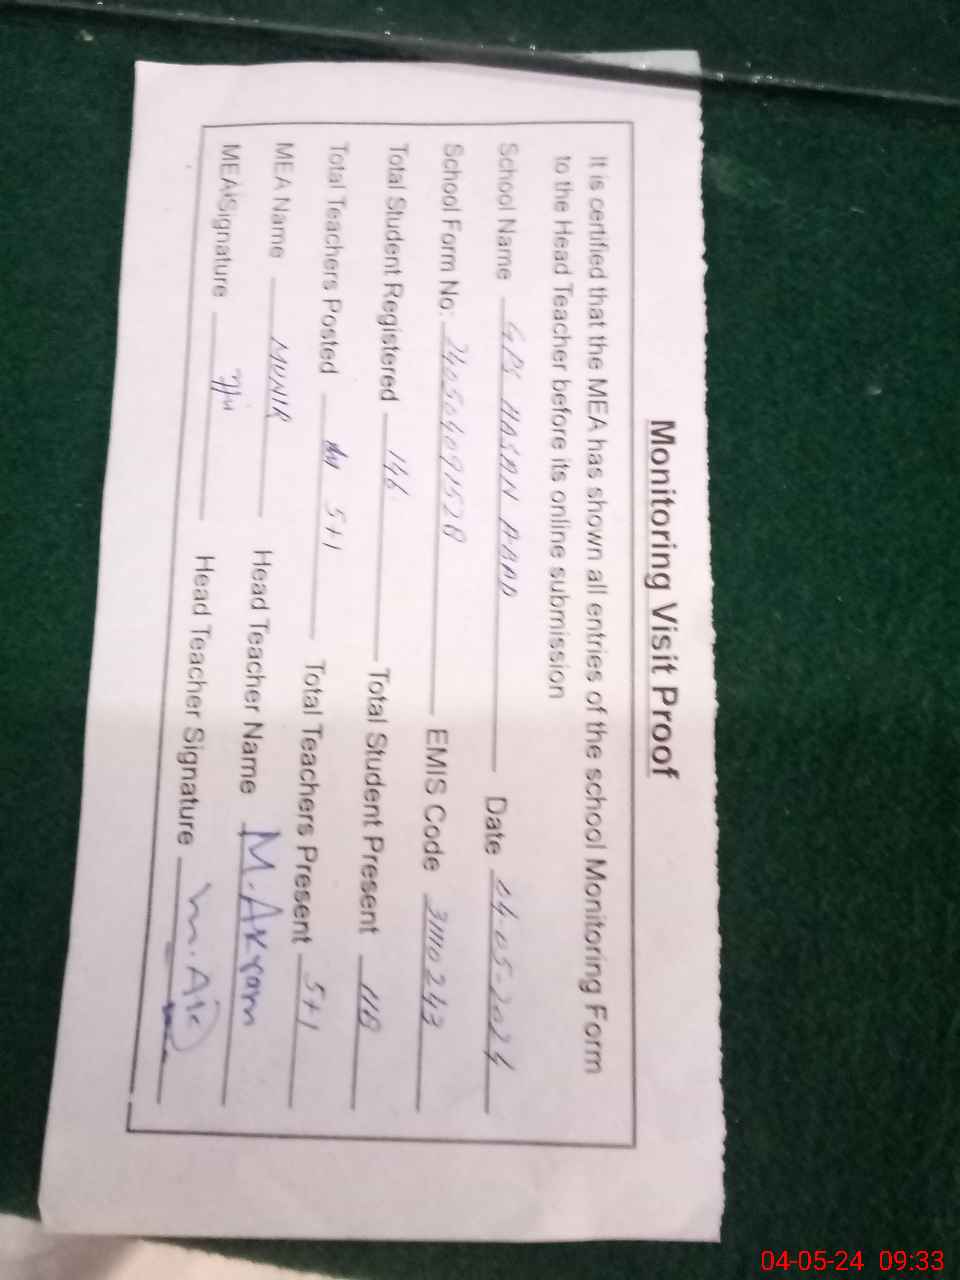 Monitoring Visit Proof
It is certified that the MEA has shown all entries of the school Monitoring Form
to the Head Teacher before its online submission
School Name GPS HASAN ABAD Date 04-05-2024
School Form No: 240504091528 EMIS Code 31110243
Total Student Registered 146 Total Student Present 118
Total Teachers Posted 5+1 Total Teachers Present 5+1
MEA Name MUNIR Head Teacher Name M.Akram
MEA Signature Head Teacher Signature
04-05-24 09:33